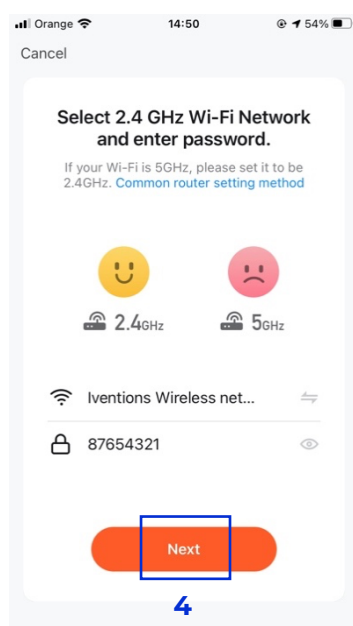 Orange 14:50 54%
Cancel
Select 2.4 GHz Wi-Fi Network
and enter password.
If your Wi-Fi is 5GHz, please set it to be
2.4GHz. Common router setting method
2.4GHz 5GHz
Iventions Wireless net...
87654321
Next
4